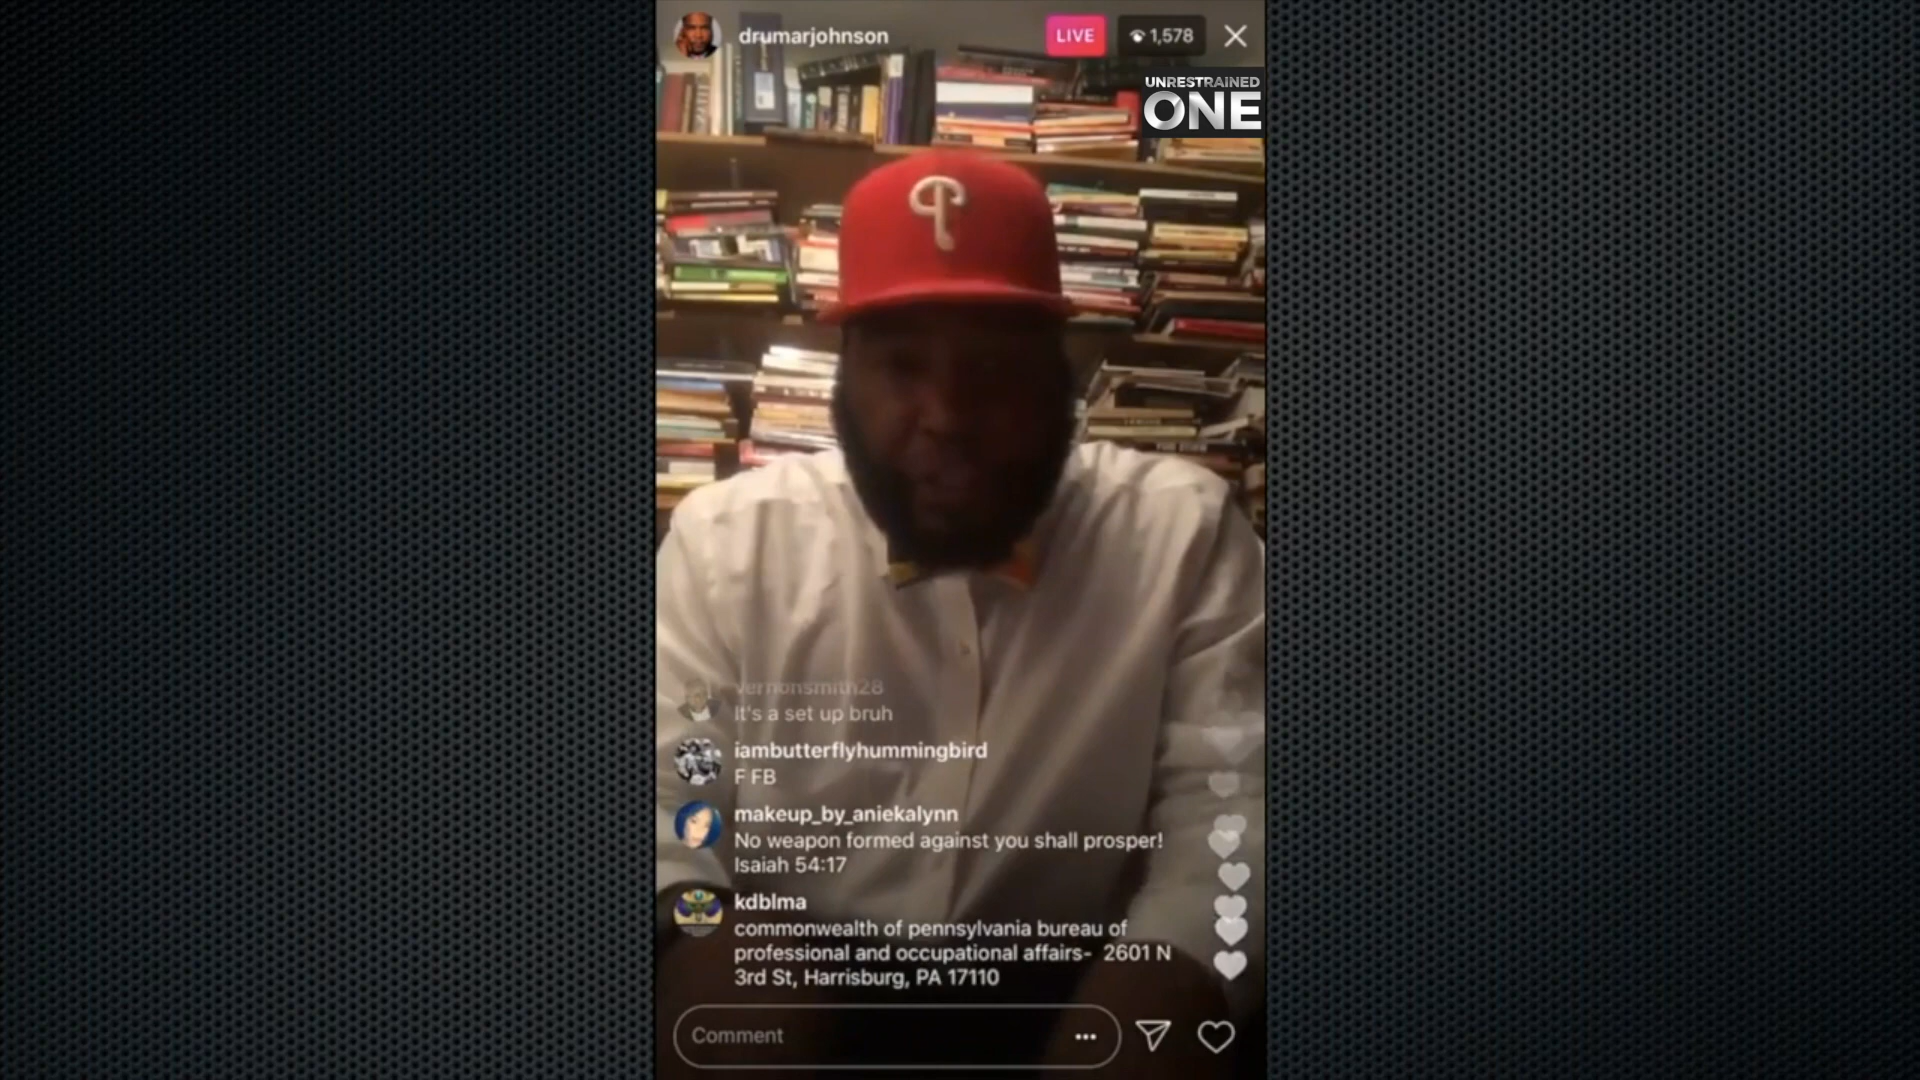 drumarjohnson
LIVE
1,578
UNRESTRAINED
ONE
P
vernonsmith28
It's a set up bruh
iambutterflyhummingbird
F FB
makeup_by_aniekalynn
No weapon formed against you shall prosper!
Isaiah 54:17
kdblma
commonwealth of pennsylvania bureau of
professional and occupational affairs- 2601 N
3rd St, Harrisburg, PA 17110
Comment